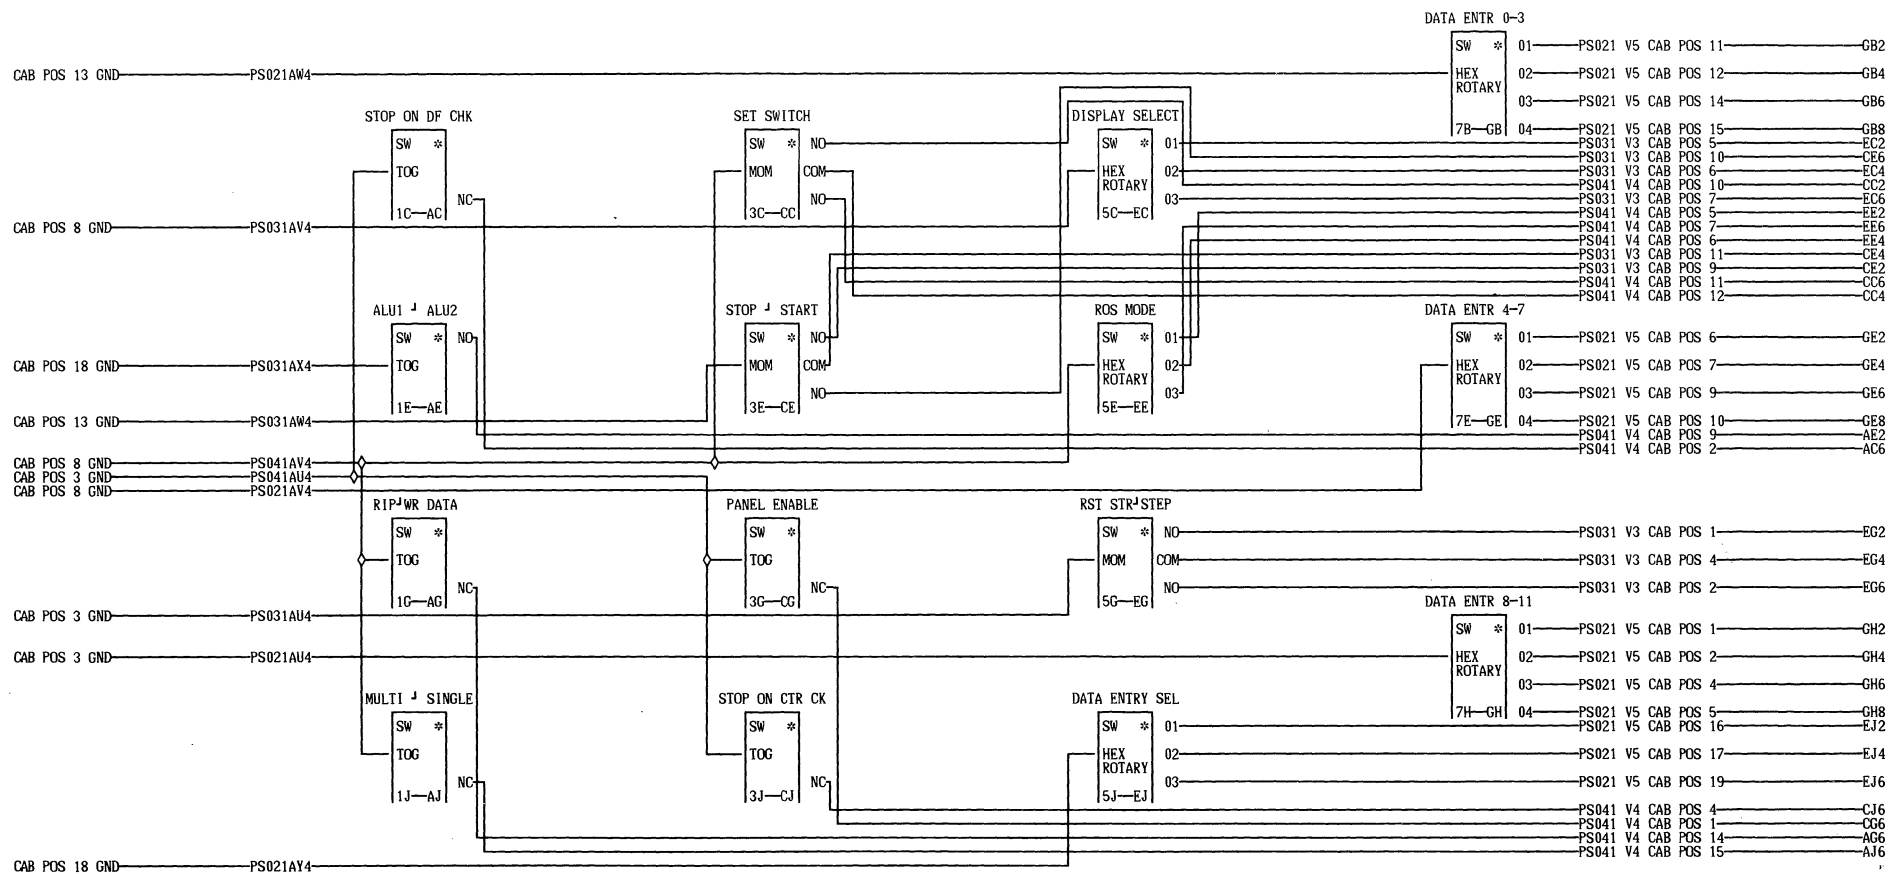 DATA ENTR 0-3
SW * 01 PS021 V5 CAB POS 11 GB2
CAB POS 13 GND PS021AW4 HEX 02 PS021 V5 CAB POS 12 GB4
ROTARY
03 PS021 V5 CAB POS 14 GB6
7B GB 04 PS021 V5 CAB POS 15 GB8
STOP ON DF CHK SET SWITCH DISPLAY SELECT
SW * SW * NO SW * 01 PS031 V3 CAB POS 5 EC2
PS031 V3 CAB POS 10 CE6
TOG MOM COM HEX 02 PS031 V3 CAB POS 6 EC4
ROTARY PS041 V4 CAB POS 10 CC2
NC NO 03 PS031 V3 CAB POS 7 EC6
1C AC 3C CC 5C EC PS041 V4 CAB POS 5 EE2
CAB POS 8 GND PS031AV4 PS041 V4 CAB POS 7 EE6
PS041 V4 CAB POS 6 EE4
PS031 V3 CAB POS 11 CE4
PS031 V3 CAB POS 9 CE2
PS041 V4 CAB POS 11 CC6
PS041 V4 CAB POS 12 CC4
ALU1 ┘ ALU2 STOP ┘ START ROS MODE DATA ENTR 4-7
SW * NO SW * NO SW * 01 SW * 01 PS021 V5 CAB POS 6 GE2
CAB POS 18 GND PS031AX4 TOG MOM COM HEX 02 HEX 02 PS021 V5 CAB POS 7 GE4
ROTARY ROTARY
NO 03 03 PS021 V5 CAB POS 9 GE6
1E AE 3E CE 5E EE
CAB POS 13 GND PS031AW4 7E GE 04 PS021 V5 CAB POS 10 GE8
PS041 V4 CAB POS 9 AE2
PS041 V4 CAB POS 2 AC6
CAB POS 8 GND PS041AV4
CAB POS 3 GND PS041AU4
CAB POS 8 GND PS021AV4
RIP┘WR DATA PANEL ENABLE RST STR┘STEP
SW * SW * SW * NO PS031 V3 CAB POS 1 EG2
TOG TOG MOM COM PS031 V3 CAB POS 4 EG4
NC NC NO PS031 V3 CAB POS 2 EG6
1G AG 3G CG 5G EG DATA ENTR 8-11
CAB POS 3 GND PS031AU4
SW * 01 PS021 V5 CAB POS 1 GH2
CAB POS 3 GND PS021AU4 HEX 02 PS021 V5 CAB POS 2 GH4
ROTARY
03 PS021 V5 CAB POS 4 GH6
MULTI ┘ SINGLE STOP ON CTR CK DATA ENTRY SEL
7H GH 04 PS021 V5 CAB POS 5 GH8
SW * SW * SW * 01 PS021 V5 CAB POS 16 EJ2
TOG TOG HEX 02 PS021 V5 CAB POS 17 EJ4
ROTARY
NC NC 03 PS021 V5 CAB POS 19 EJ6
1J AJ 3J CJ 5J EJ
PS041 V4 CAB POS 4 CJ6
PS041 V4 CAB POS 1 CG6
PS041 V4 CAB POS 14 AG6
PS041 V4 CAB POS 15 AJ6
CAB POS 18 GND PS021AY4